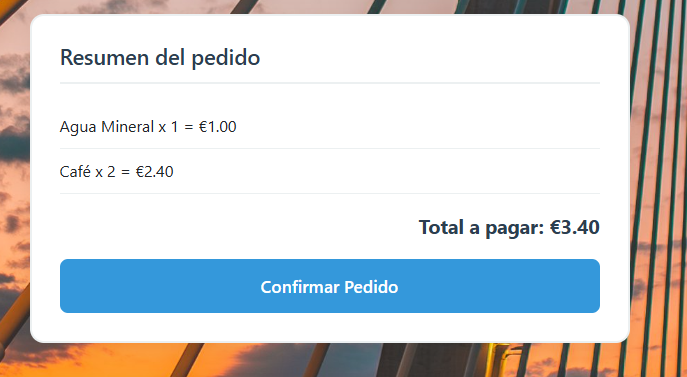 Resumen del pedido
Agua Mineral x 1 = €1.00
Café x 2 = €2.40
Total a pagar: €3.40
Confirmar Pedido